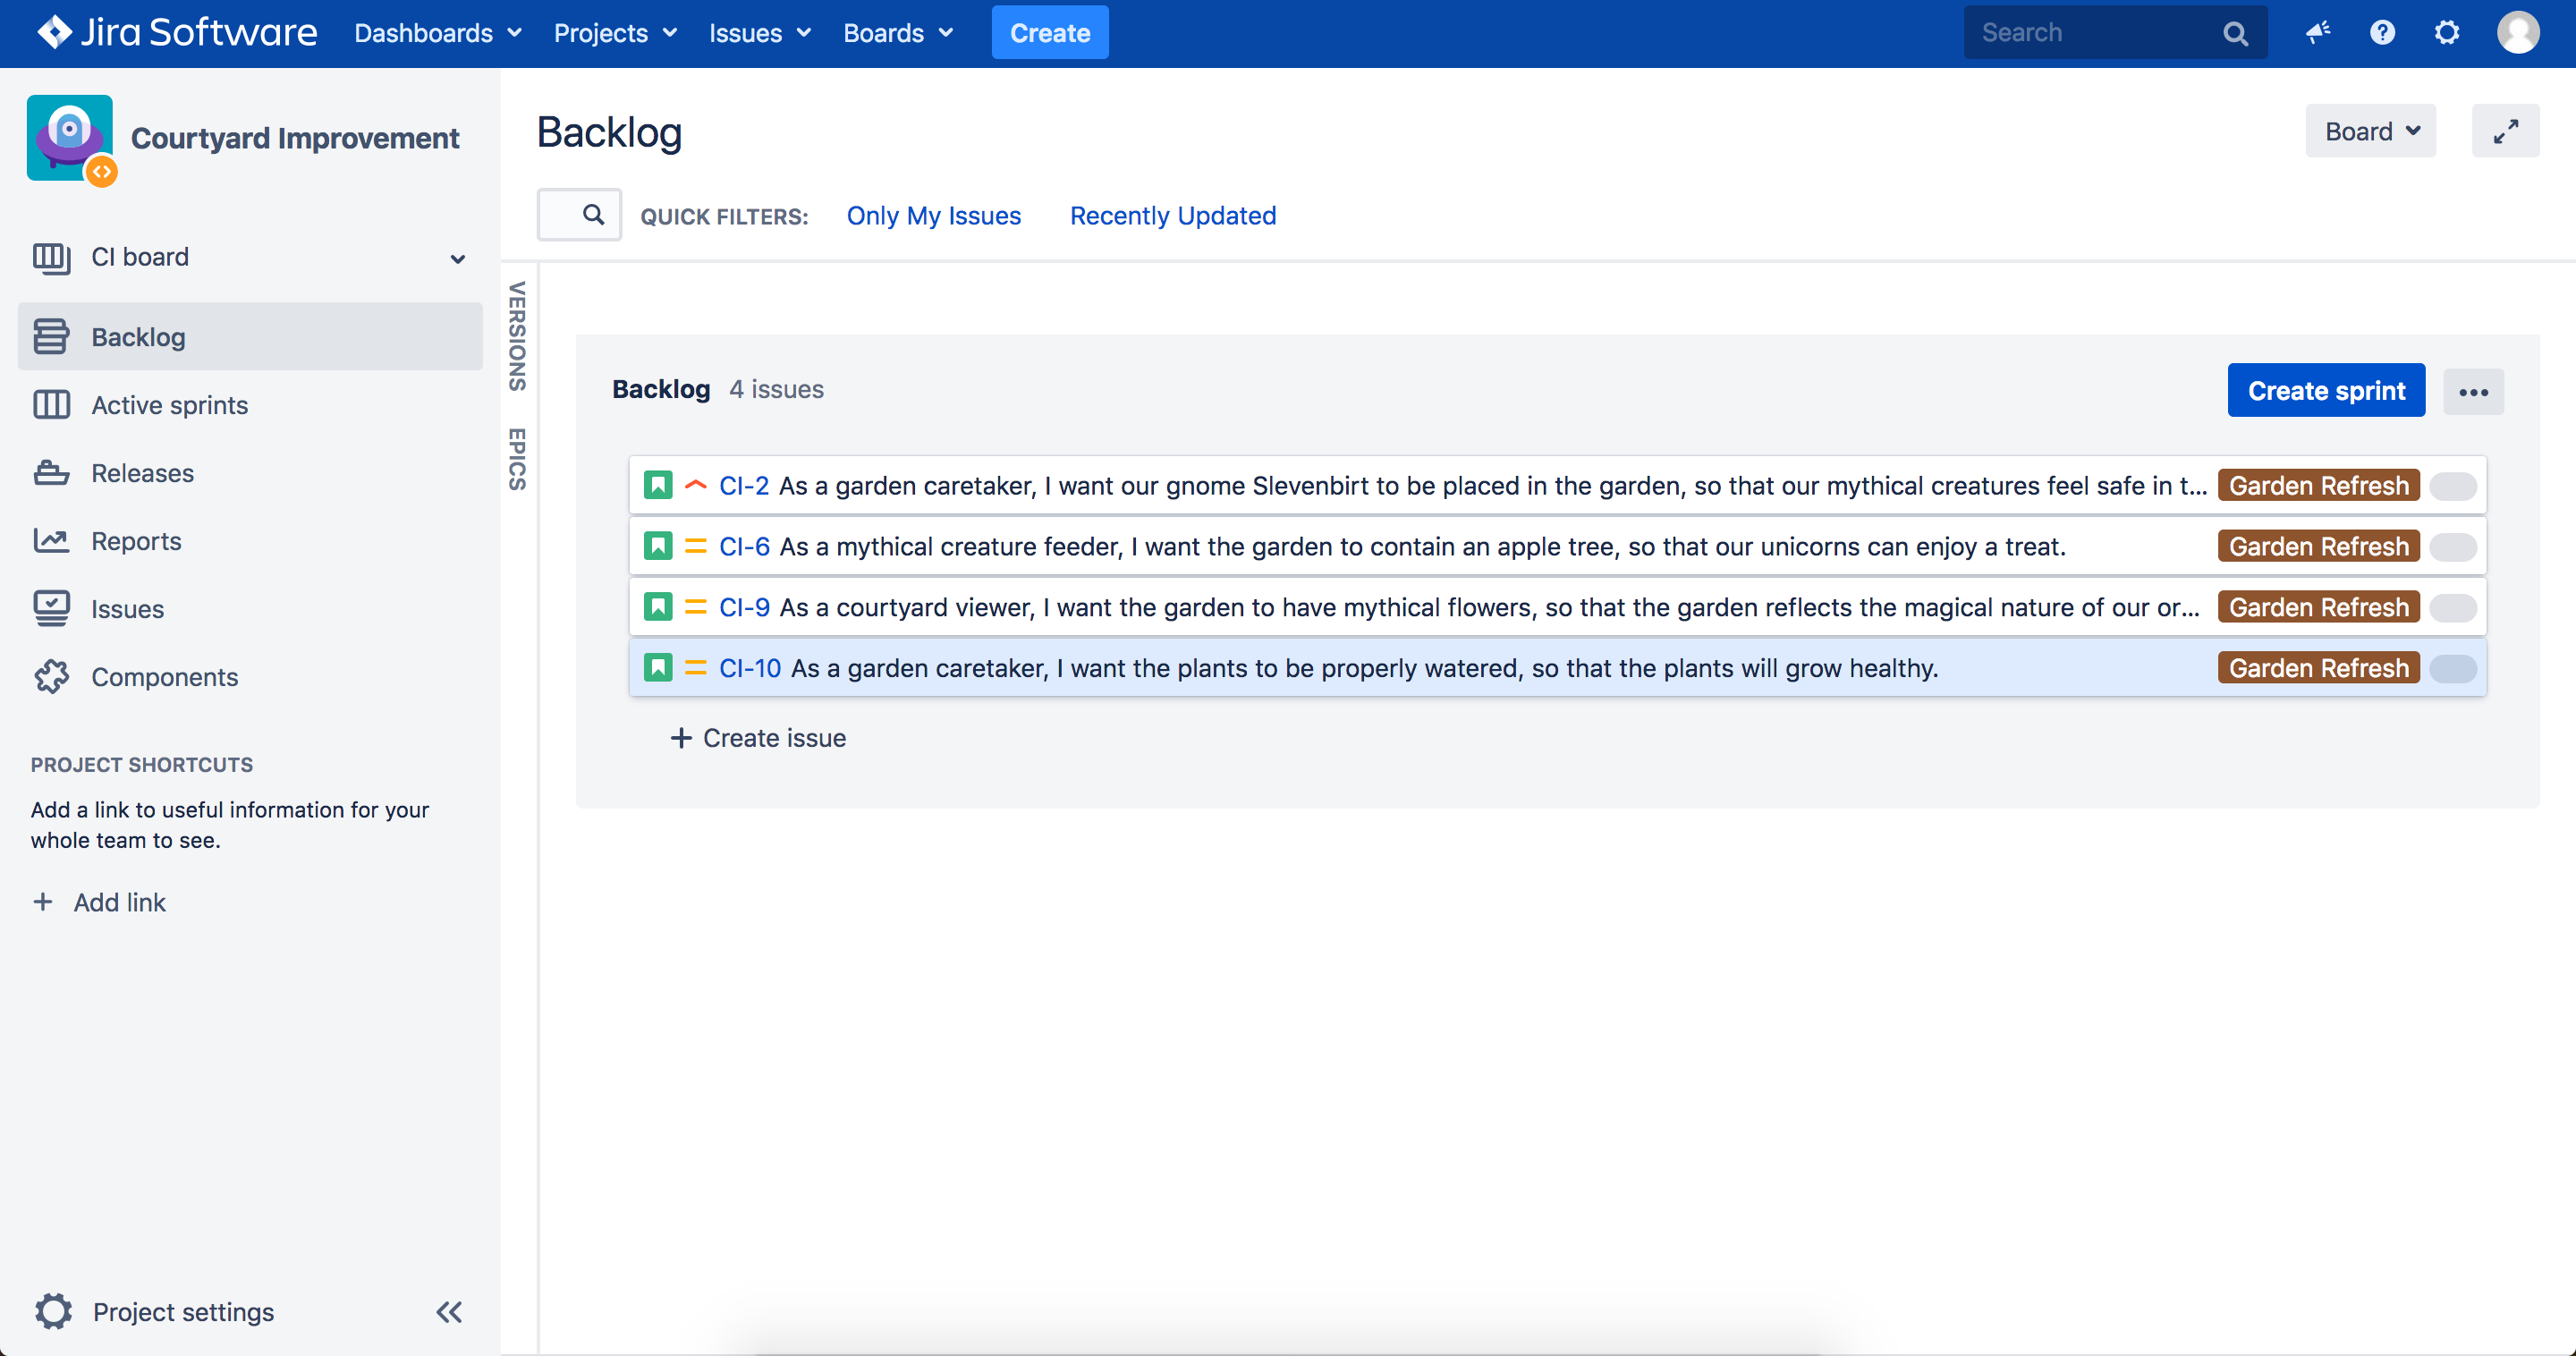 Jira Software Dashboards Projects Issues Boards Create Search
Courtyard Improvement
CI board
Backlog
Active sprints
Releases
Reports
Issues
Components
PROJECT SHORTCUTS
Add a link to useful information for your
whole team to see.
+ Add link
Project settings
Backlog
Board
QUICK FILTERS: Only My Issues Recently Updated
VERSIONS
EPICS
Backlog 4 issues
Create sprint
CI-2 As a garden caretaker, I want our gnome Slevenbirt to be placed in the garden, so that our mythical creatures feel safe in t... Garden Refresh
CI-6 As a mythical creature feeder, I want the garden to contain an apple tree, so that our unicorns can enjoy a treat. Garden Refresh
CI-9 As a courtyard viewer, I want the garden to have mythical flowers, so that the garden reflects the magical nature of our or... Garden Refresh
CI-10 As a garden caretaker, I want the plants to be properly watered, so that the plants will grow healthy. Garden Refresh
+ Create issue